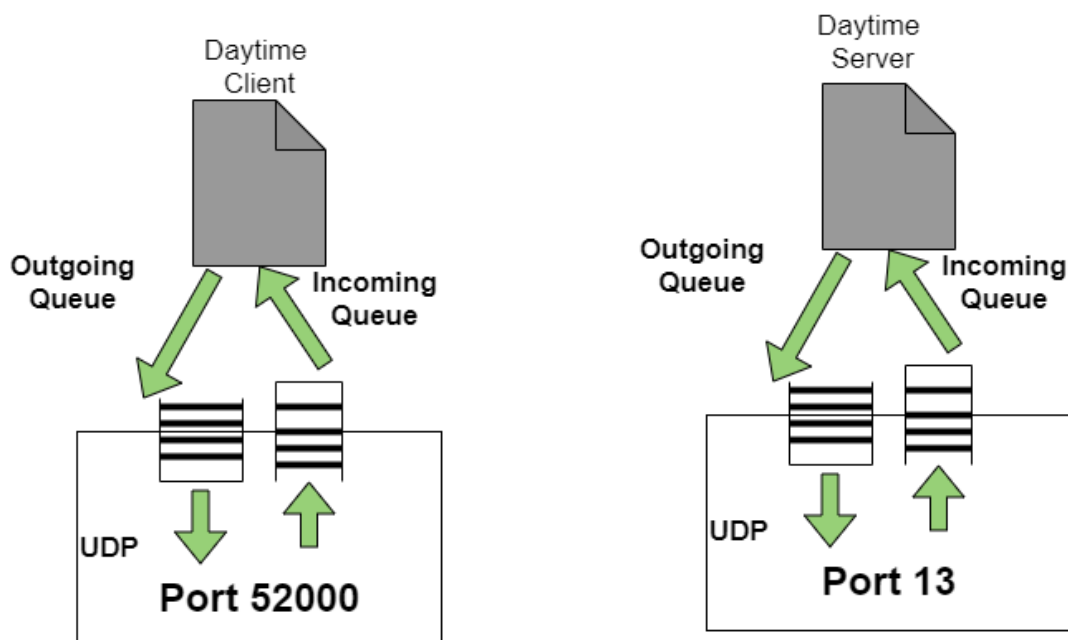 Daytime
Client
Outgoing
Queue
Incoming
Queue
UDP
Port 52000
Daytime
Server
Outgoing
Queue
Incoming
Queue
UDP
Port 13